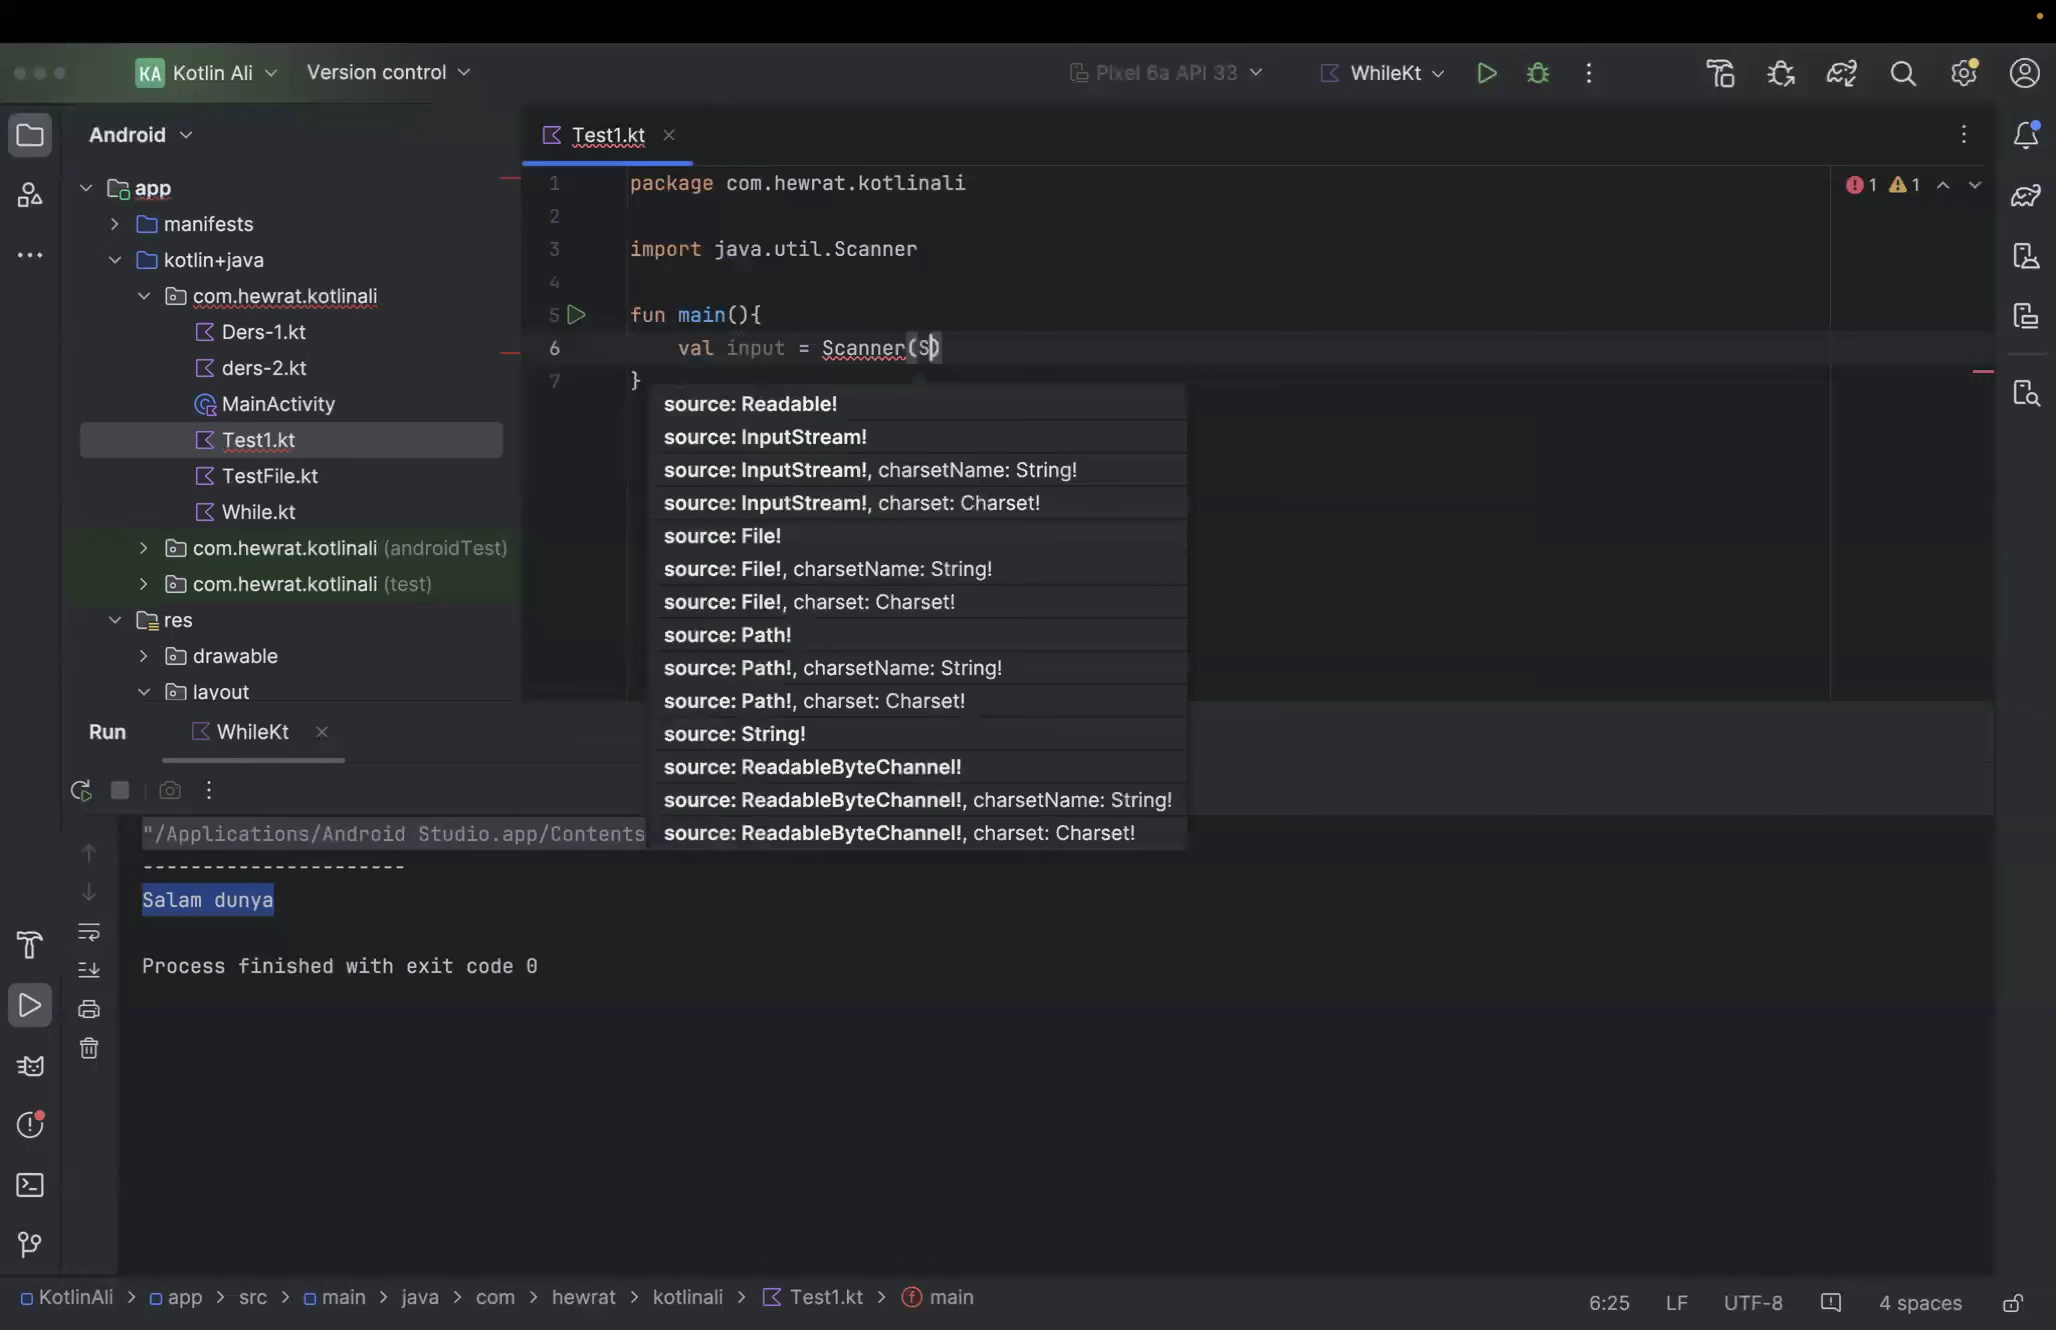 KA Kotlin Ali Version control Pixel 6a API 33 WhileKt
Android
app
manifests
kotlin+java
com.hewrat.kotlinali
Ders-1.kt
ders-2.kt
MainActivity
Test1.kt
TestFile.kt
While.kt
com.hewrat.kotlinali (androidTest)
com.hewrat.kotlinali (test)
res
drawable
layout
Test1.kt
1 1
1 package com.hewrat.kotlinali
2
3 import java.util.Scanner
4
5 fun main(){
6 val input = Scanner(S)
7 }
source: Readable!
source: InputStream!
source: InputStream!, charsetName: String!
source: InputStream!, charset: Charset!
source: File!
source: File!, charsetName: String!
source: File!, charset: Charset!
source: Path!
source: Path!, charsetName: String!
source: Path!, charset: Charset!
source: String!
source: ReadableByteChannel!
source: ReadableByteChannel!, charsetName: String!
source: ReadableByteChannel!, charset: Charset!
Run WhileKt
"/Applications/Android Studio.app/Contents
----------------------
Salam dunya
Process finished with exit code 0
KotlinAli > app > src > main > java > com > hewrat > kotlinali > Test1.kt > main
6:25 LF UTF-8 4 spaces